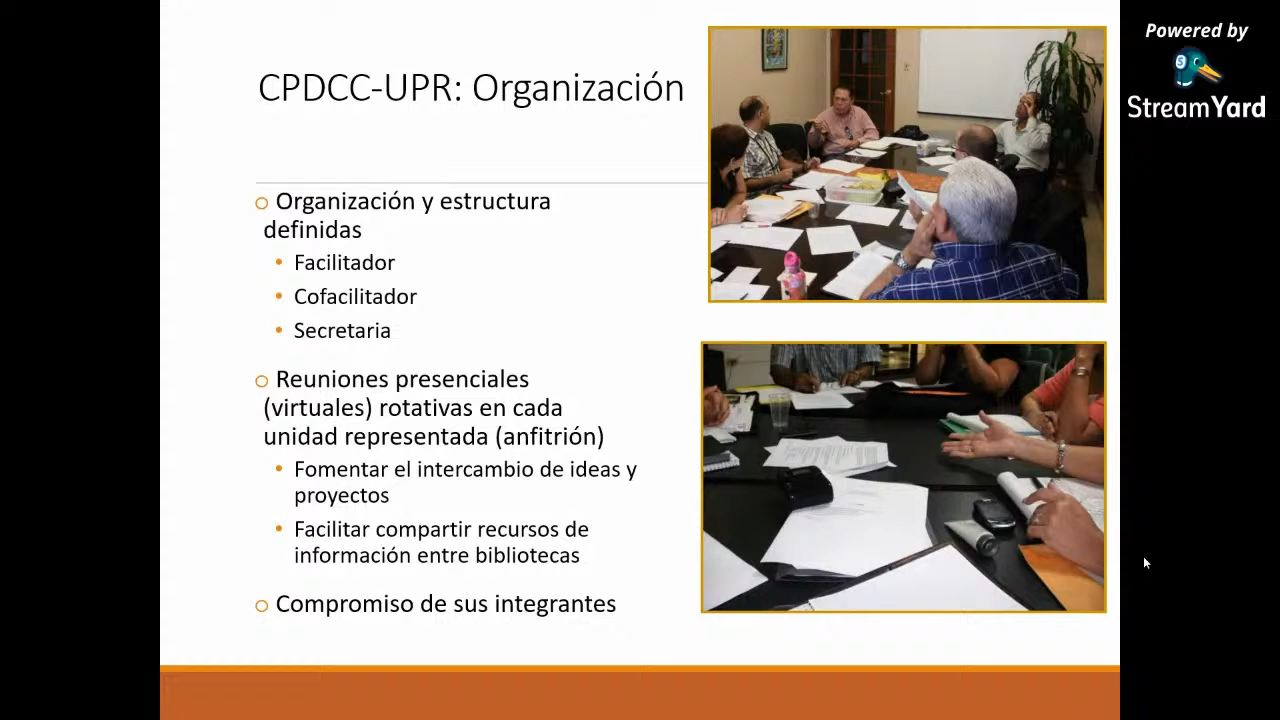 CPDCC-UPR: Organización
Organización y estructura
definidas
Facilitador
Cofacilitador
Secretaria
Reuniones presenciales
(virtuales) rotativas en cada
unidad representada (anfitrión)
Fomentar el intercambio de ideas y
proyectos
Facilitar compartir recursos de
información entre bibliotecas
Compromiso de sus integrantes
Powered by
StreamYard